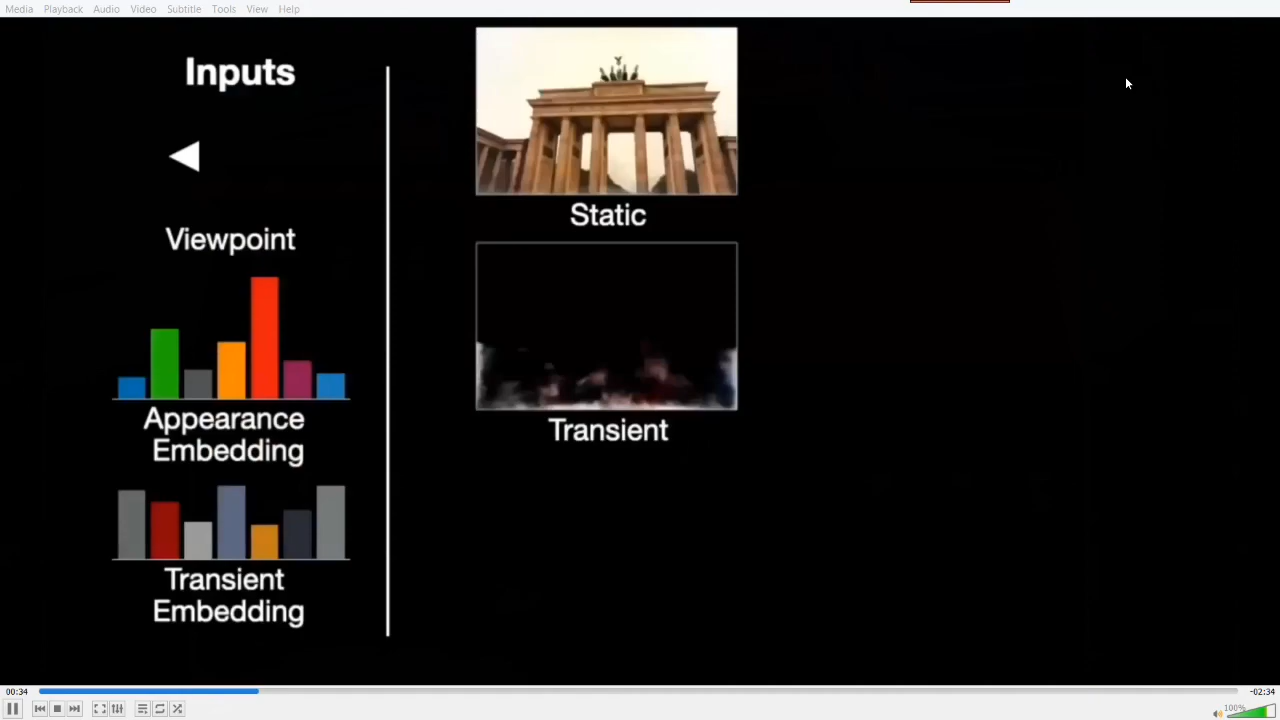 Media Playback Audio Video Subtitle Tools View Help
Inputs
Viewpoint
Appearance
Embedding
Transient
Embedding
Static
Transient
00:34
-02:34
100%